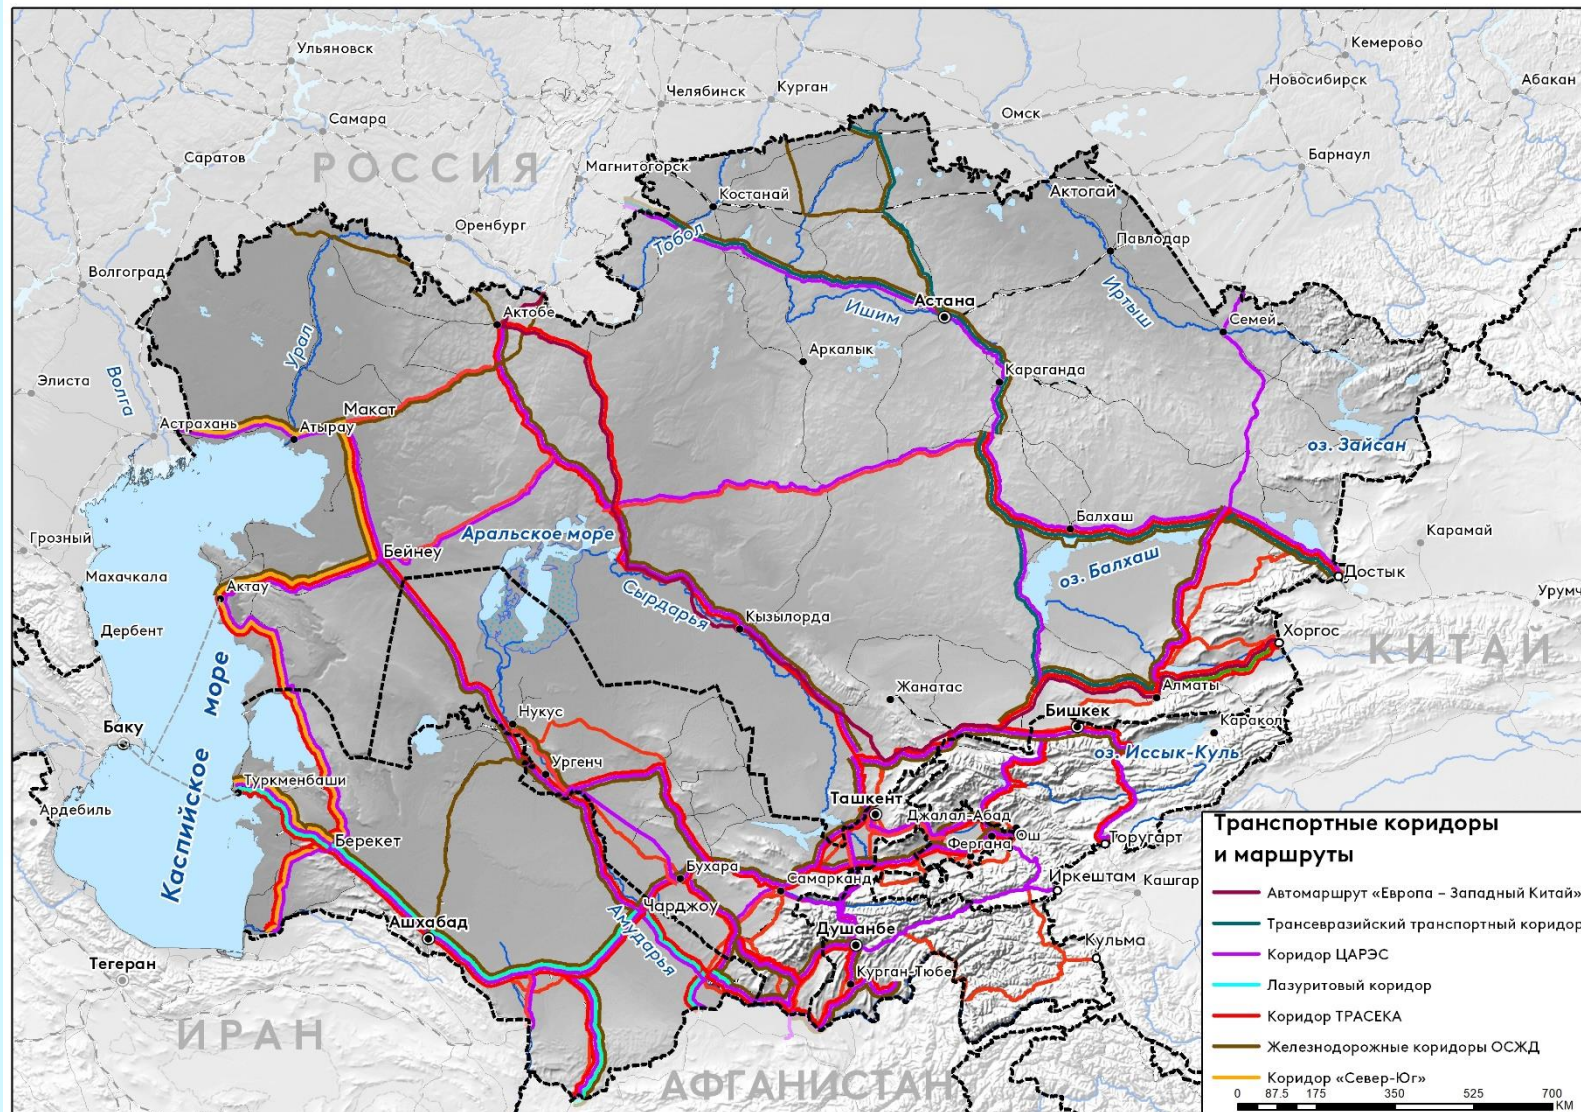 Ульяновск
Кемерово
Новосибирск
Абакан
Челябинск
Курган
Омск
Самара
Саратов
РОССИЯ
Магнитогорск
Барнаул
Костанай
Актогай
Оренбург
Тобол
Павлодар
Волгоград
Иртыш
Астана
Ишим
Семей
Актобе
Урал
Аркалык
Караганда
Элиста
Волга
Макат
Астрахань
Атырау
оз. Зайсан
Балхаш
Карамай
Грозный
Аральское море
Бейнеу
оз. Балхаш
Махачкала
Актау
Достык
Урумч
Сырдарья
Дербент
Кызылорда
Хоргос
КИТАЙ
Жанатас
Алматы
Каспийское море
Нукус
Бишкек
Каракол
Баку
оз. Иссык-Куль
Ургенч
Туркменбаши
Ташкент
Ардебиль
Джалал-Абад
Ош
Берекет
Фергана
Торугарт
Бухара
Самарканд
Иркештам
Кашгар
Чарджоу
Амударья
Ашхабад
Душанбе
Кульма
Тегеран
Курган-Тюбе
ИРАН
АФГАНИСТАН
Транспортные коридоры
и маршруты
Автомаршрут «Европа – Западный Китай»
Трансевразийский транспортный коридор
Коридор ЦАРЭС
Лазуритовый коридор
Коридор ТРАСЕКА
Железнодорожные коридоры ОСЖД
Коридор «Север-Юг»
0 87.5 175 350 525 700
КМ